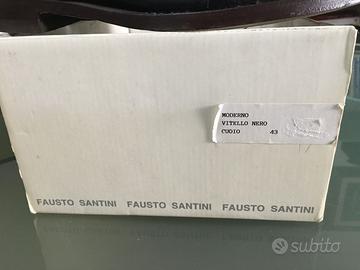 MODERNO
VITELLO NERO
CUOIO 43
FAUSTO SANTINI FAUSTO SANTINI FAUSTO SANTINI
subito